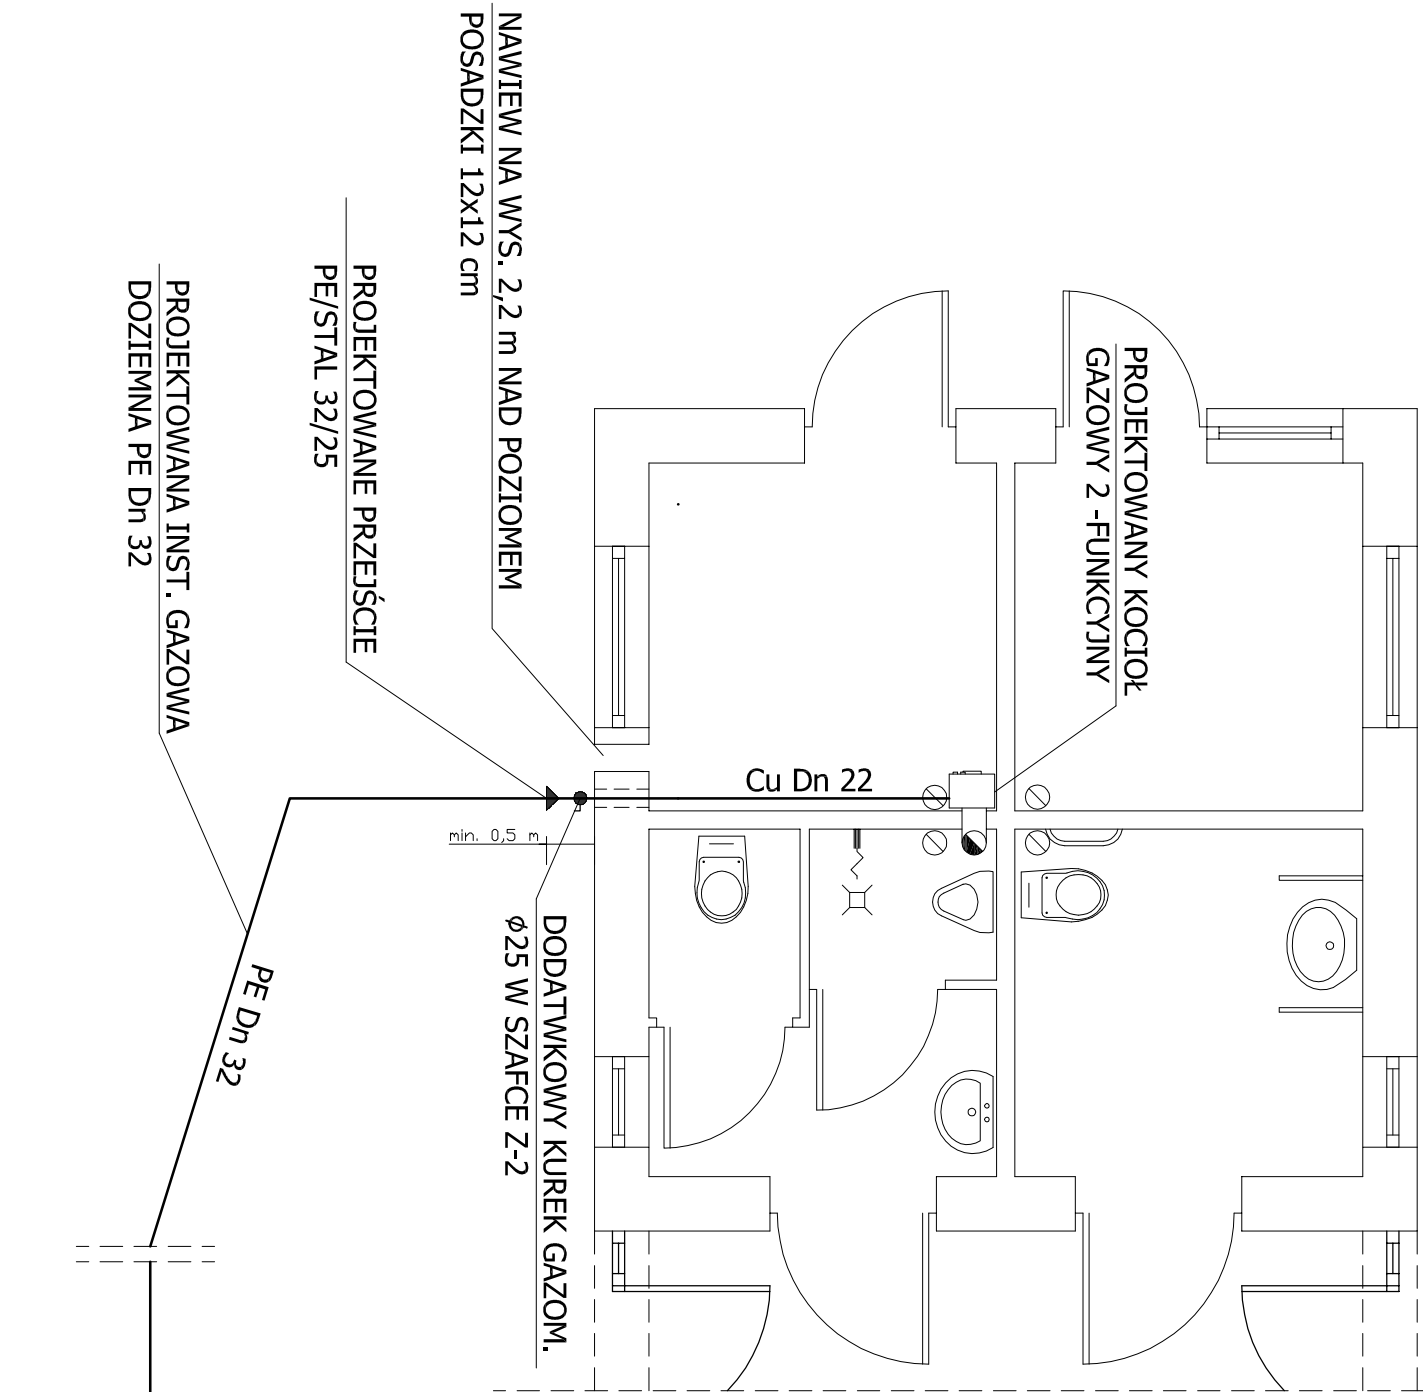 NAWIEW NA WYS. 2,2 m NAD POZIOMEM
POSADZKI 12x12 cm
PROJEKTOWANE PRZEJŚCIE
PE/STAL 32/25
PROJEKTOWANA INST. GAZOWA
DOZIEMNA PE Dn 32
PROJEKTOWANY KOCIOŁ
GAZOWY 2 -FUNKCYJNY
Cu Dn 22
min. 0,5 m
DODATWKOWY KUREK GAZOM.
φ25 W SZAFCE Z-2
PE Dn 32